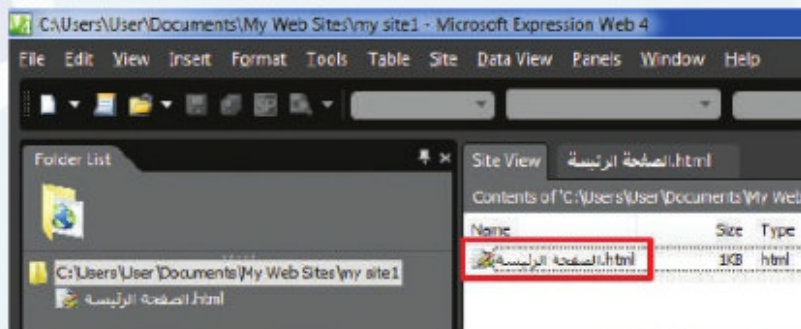 C:\Users\User\Documents\My Web Sites\my site1 - Microsoft Expression Web 4
File Edit View Insert Format Tools Table Site Data View Panels Window Help
Folder List
Site View
الصفحة الرئيسة.html
Contents of 'C:\Users\User\Documents\My Web
Name Size Type
الصفحة الرئيسة.html 1KB html
C:\Users\User\Documents\My Web Sites\my site1
الصفحة الرئيسة.html